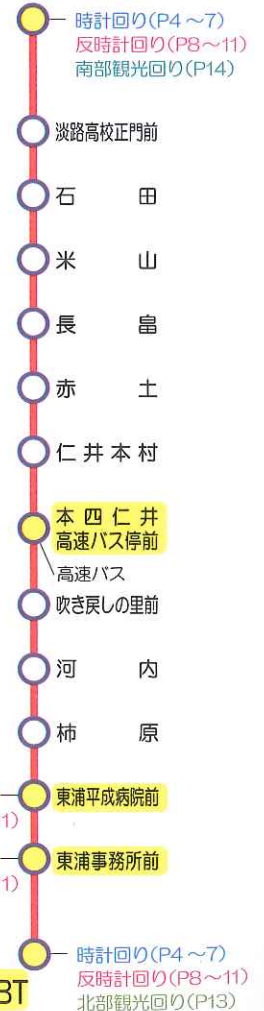 時計回り(P4～7)
反時計回り(P8～11)
南部観光回り(P14)
淡路高校正門前
石田
米山
長畠
赤土
仁井本村
本四仁井
高速バス停前
高速バス
吹き戻しの里前
河内
柿原
東浦平成病院前
1)
東浦事務所前
1)
時計回り(P4～7)
反時計回り(P8～11)
北部観光回り(P13)
BT